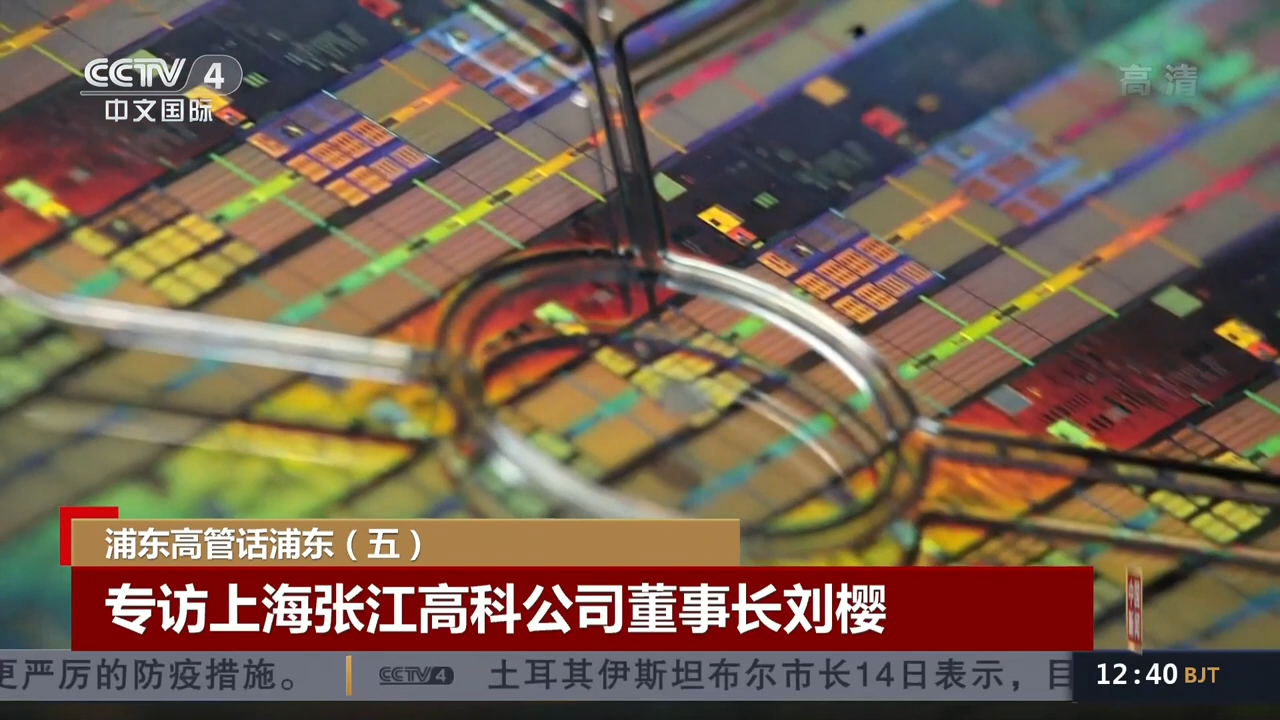 CCTV 4
中文国际
高清
浦东高管话浦东（五）
专访上海张江高科公司董事长刘樱
更严厉的防疫措施。 CCTV 4 土耳其伊斯坦布尔市长14日表示，目
12:40 BJT